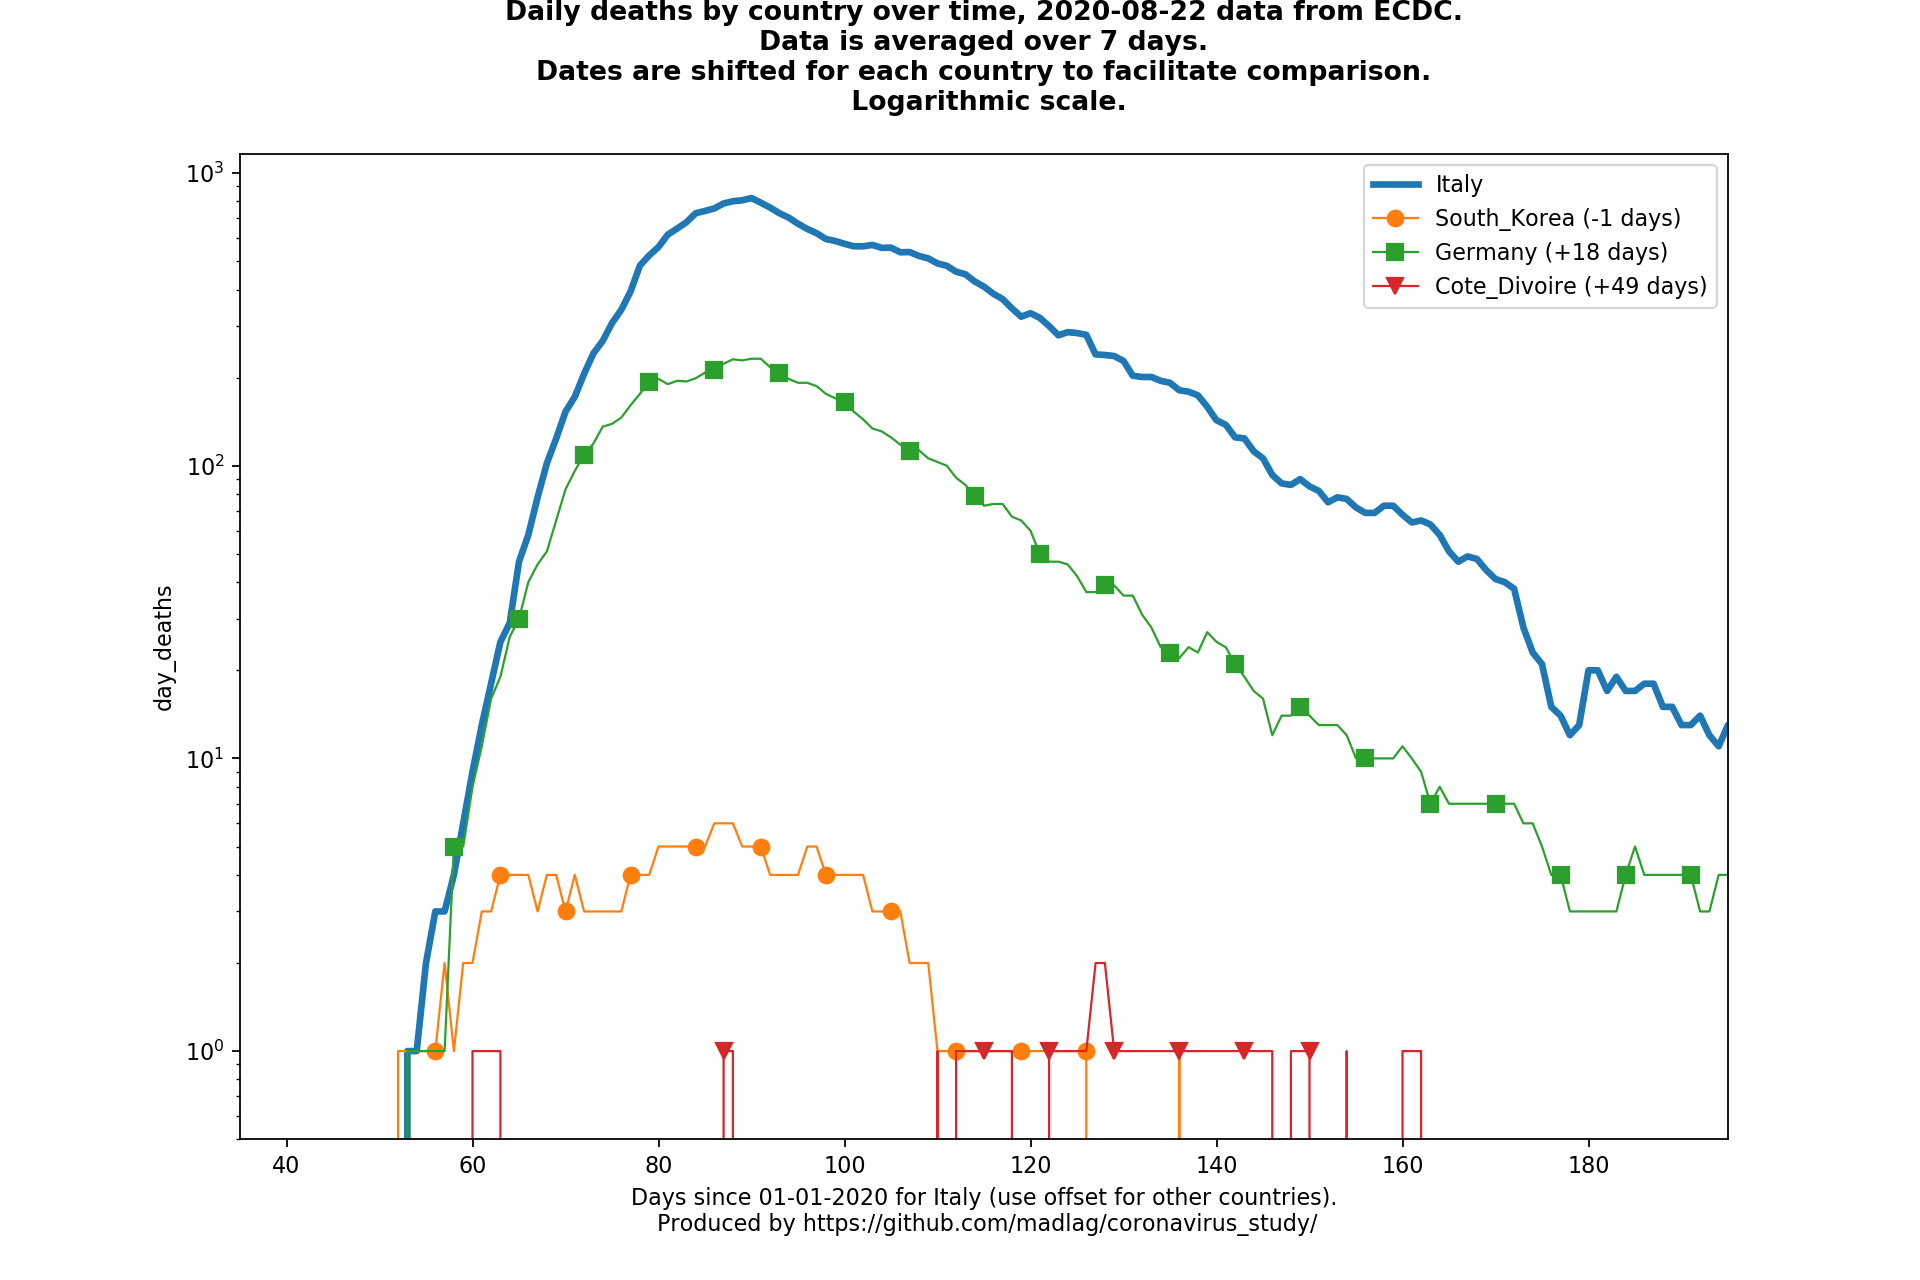 Daily deaths by country over time, 2020-08-22 data from ECDC.
Data is averaged over 7 days.
Dates are shifted for each country to facilitate comparison.
Logarithmic scale.
10³
10²
10¹
10⁰
day_deaths
Italy
South_Korea (-1 days)
Germany (+18 days)
Cote_Divoire (+49 days)
40 60 80 100 120 140 160 180
Days since 01-01-2020 for Italy (use offset for other countries).
Produced by https://github.com/madlag/coronavirus_study/